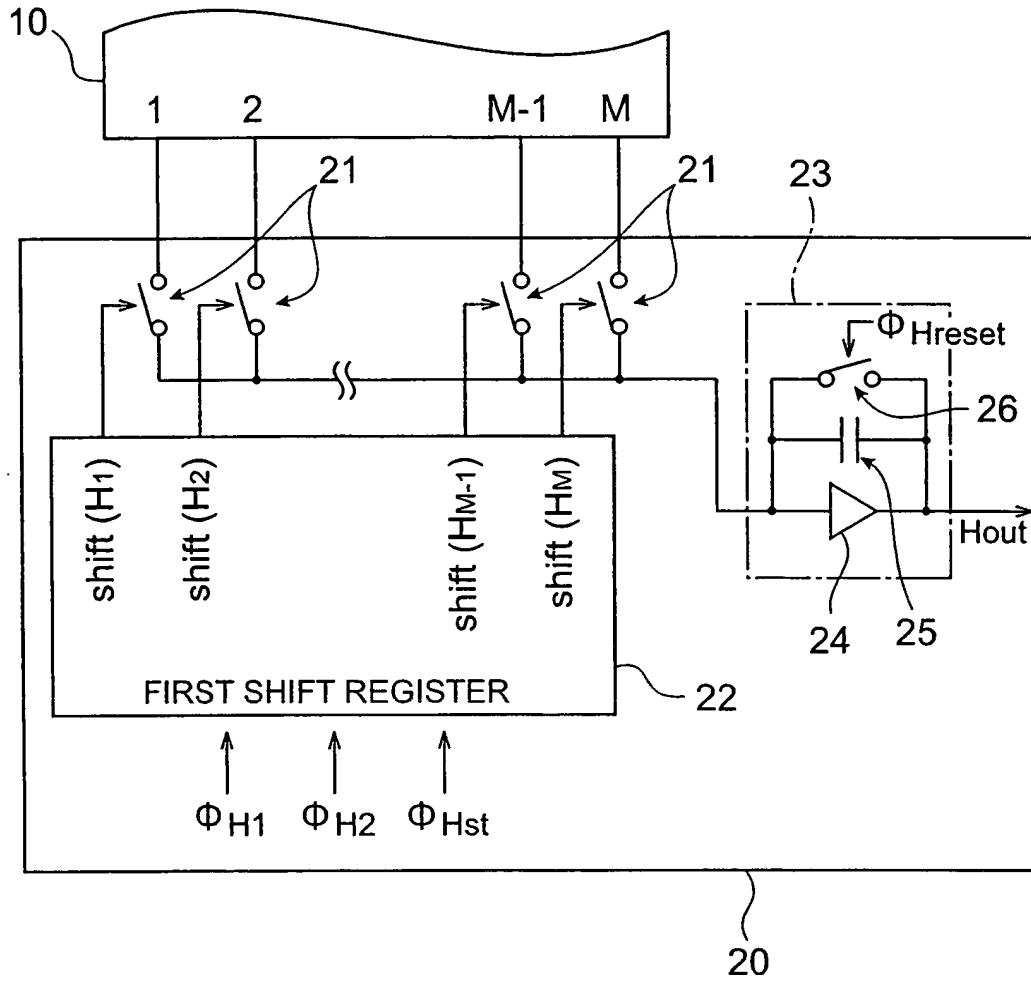 10
1 2 M-1 M
21 21
23
ΦHreset
26
shift (H1)
shift (H2)
shift (HM-1)
shift (HM)
Hout
24
25
FIRST SHIFT REGISTER
22
ΦH1 ΦH2 ΦHst
20